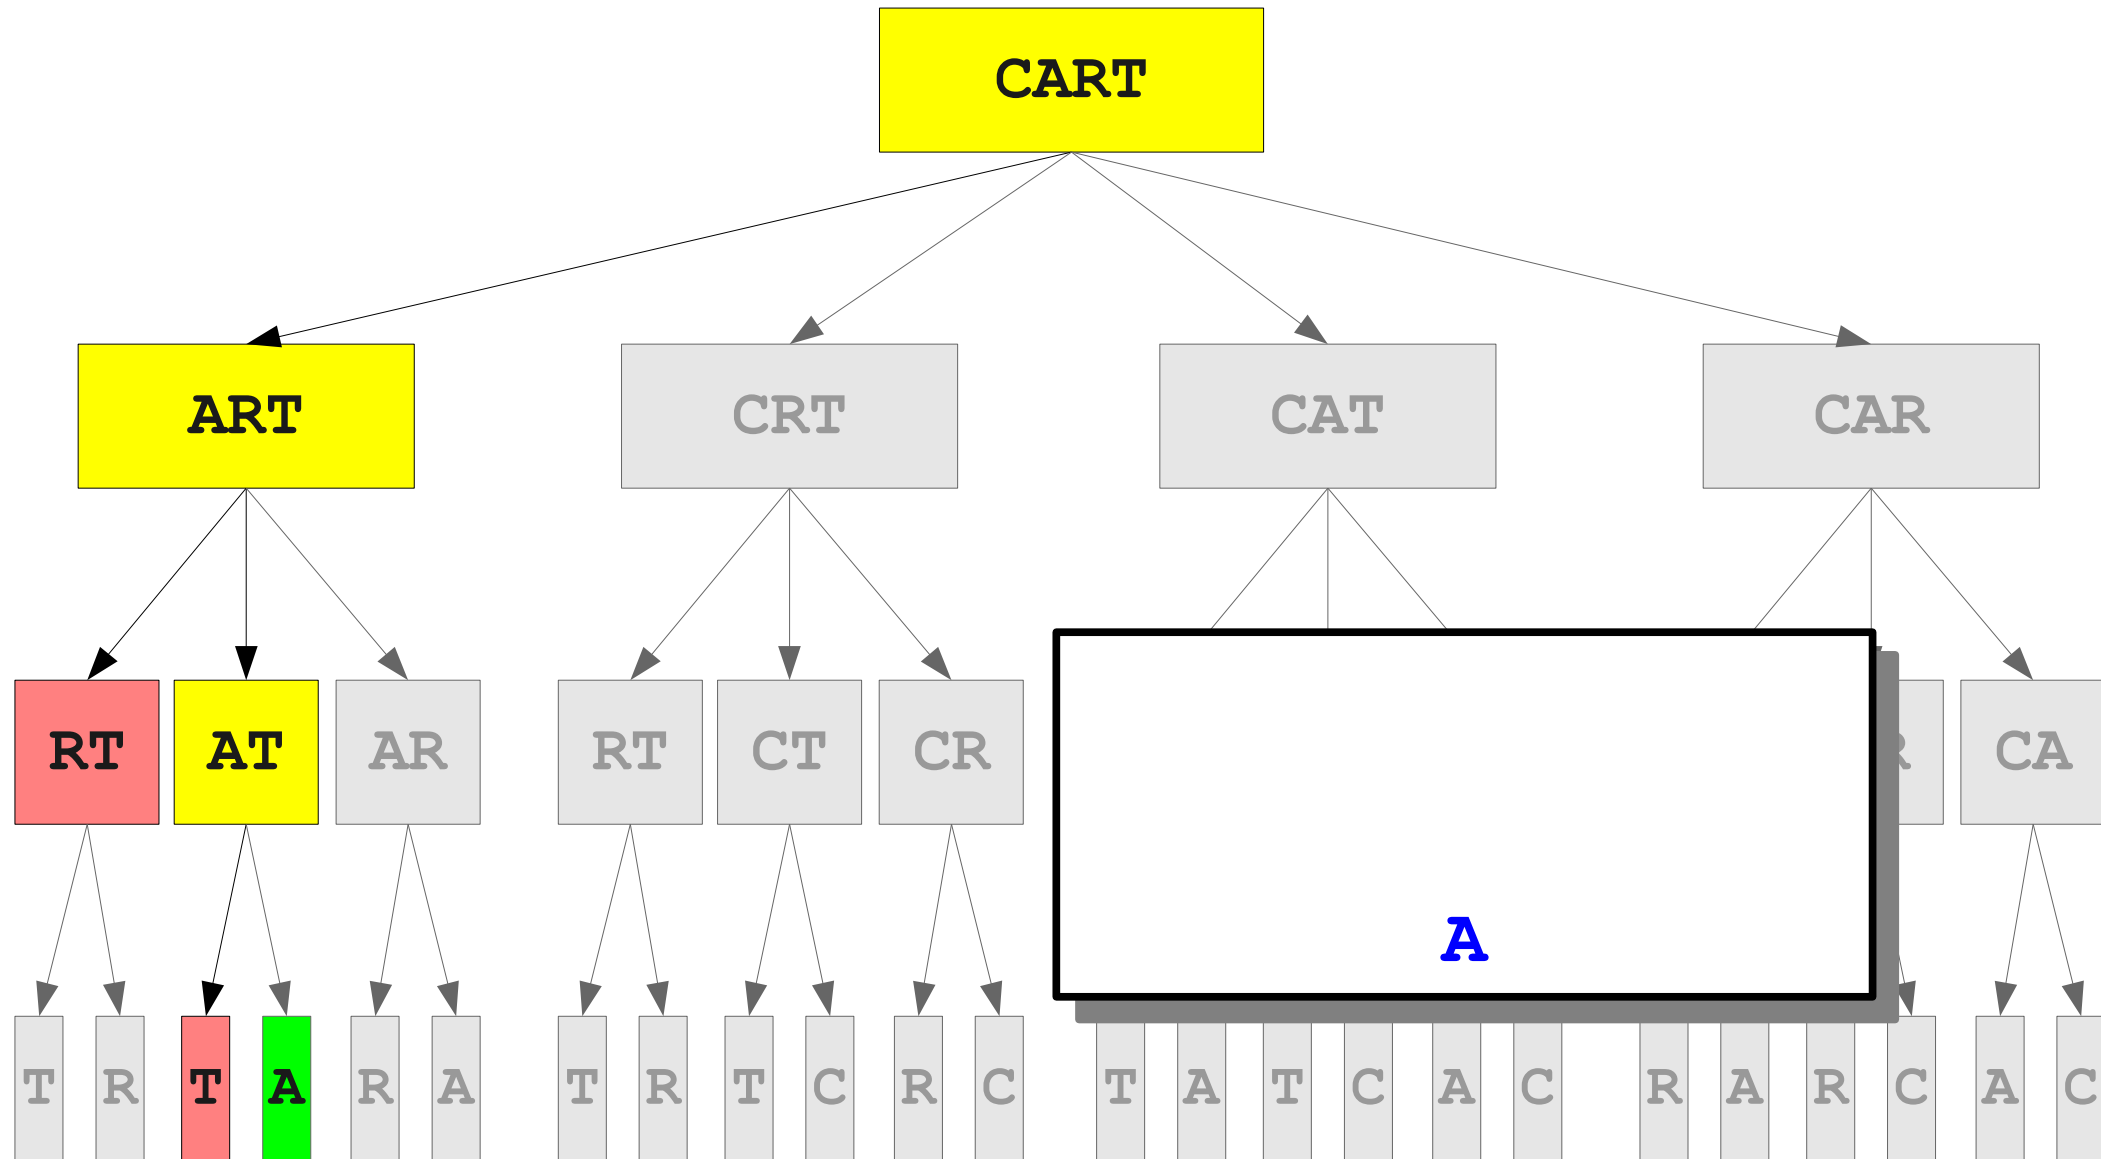 CART
ART CRT CAT CAR
RT AT AR RT CT CR CA
A
T R T A R A T R T C R C T A T C A C R A R C A C